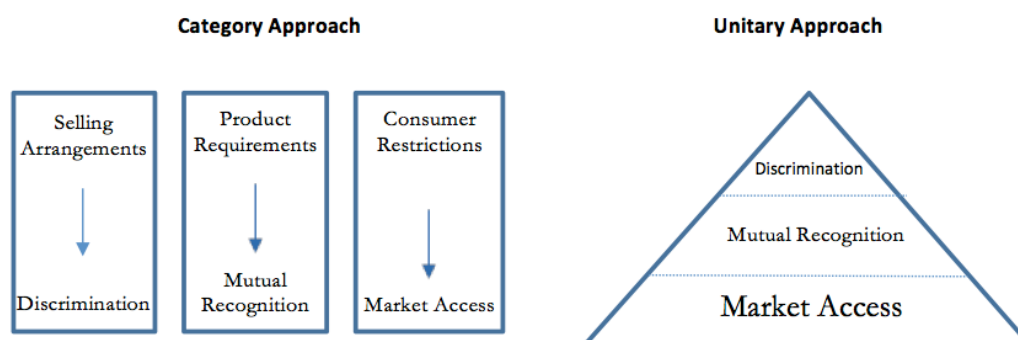 Category Approach
Unitary Approach
Selling
Arrangements
Discrimination
Product
Requirements
Mutual
Recognition
Consumer
Restrictions
Market Access
Discrimination
Mutual Recognition
Market Access